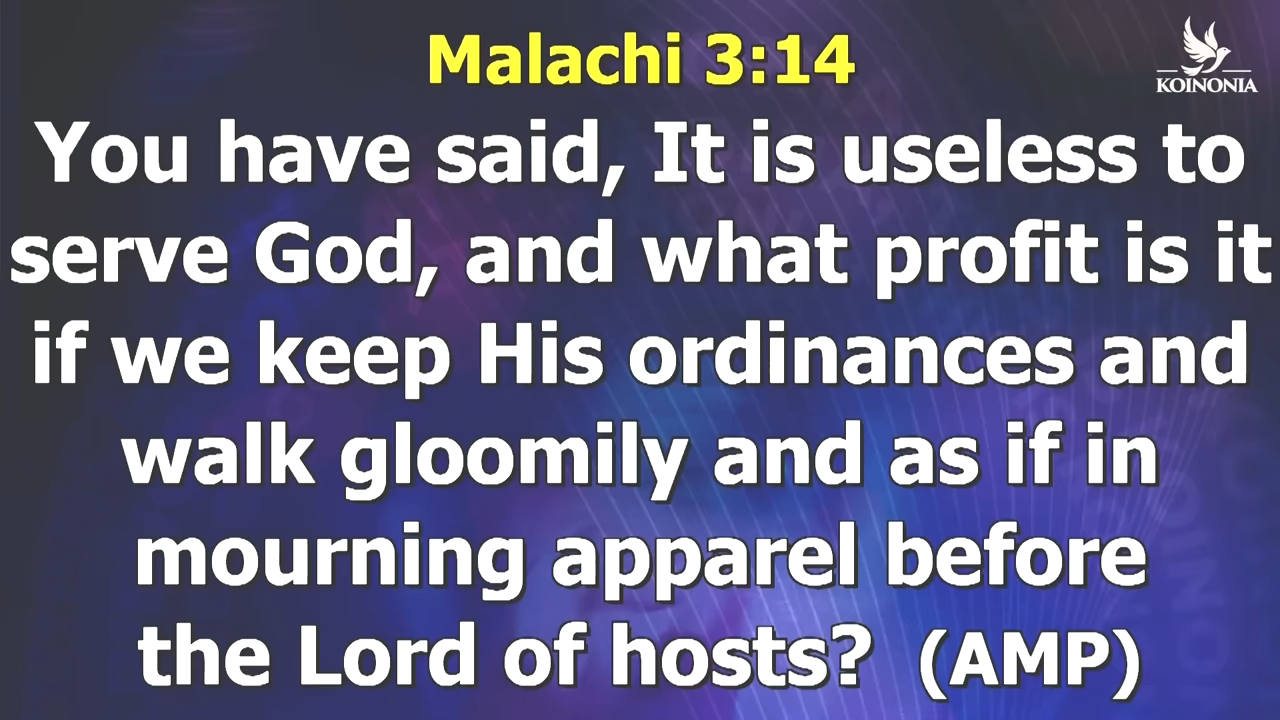 Malachi 3:14
KOINONIA
You have said, It is useless to
serve God, and what profit is it
if we keep His ordinances and
walk gloomily and as if in
mourning apparel before
the Lord of hosts? (AMP)